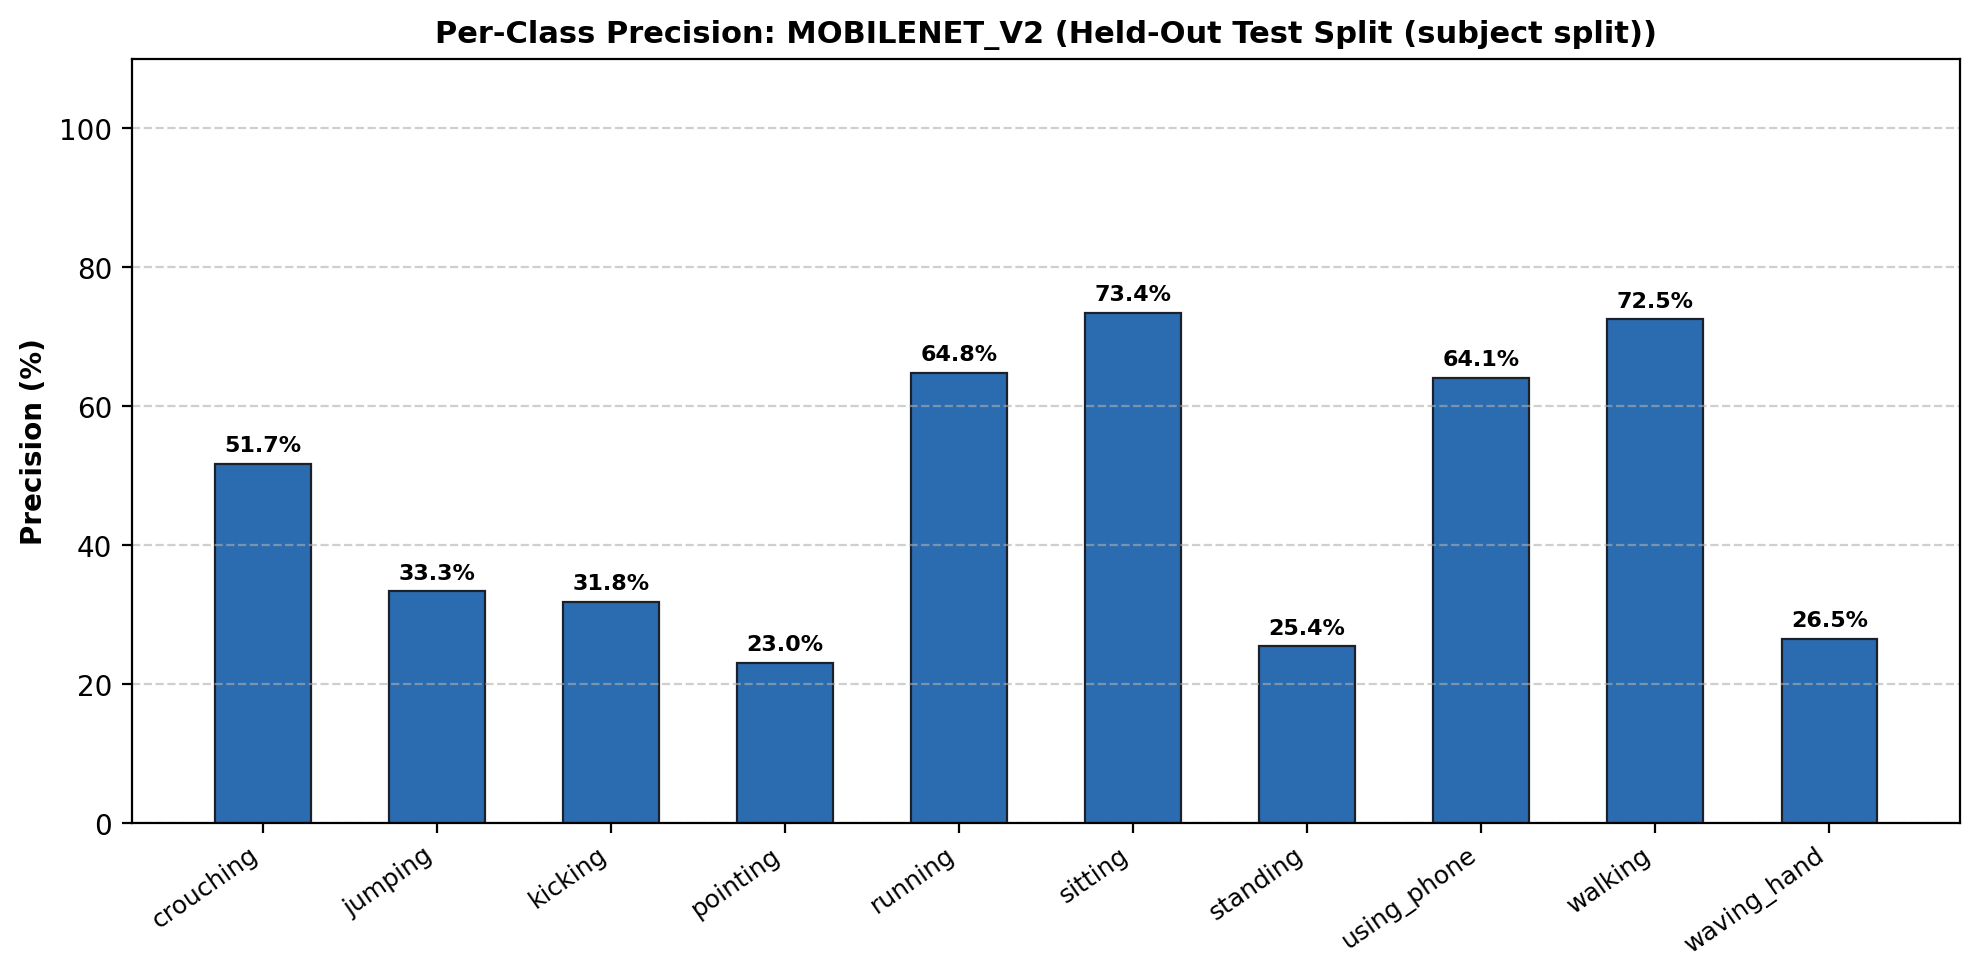 Per-Class Precision: MOBILENET_V2 (Held-Out Test Split (subject split))
Precision (%)
100
80
60
40
20
0
51.7%
33.3%
31.8%
23.0%
64.8%
73.4%
25.4%
64.1%
72.5%
26.5%
crouching
jumping
kicking
pointing
running
sitting
standing
using_phone
walking
waving_hand